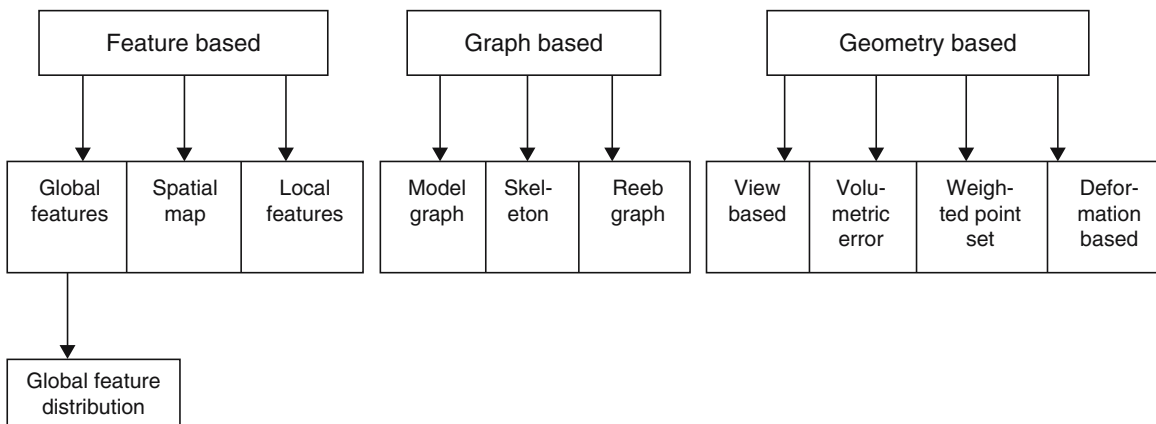 Feature based
Graph based
Geometry based
Global
features
Spatial
map
Local
features
Model
graph
Skel-
eton
Reeb
graph
View
based
Volu-
metric
error
Weigh-
ted point
set
Defor-
mation
based
Global feature
distribution